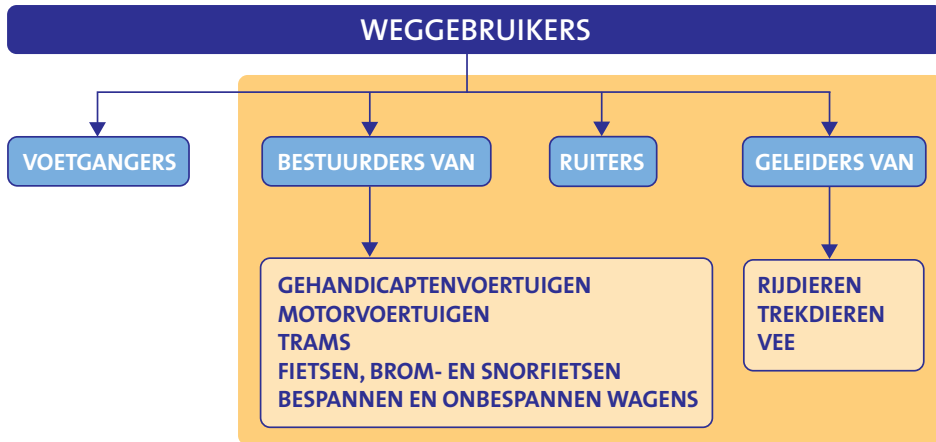 WEGGEBRUIKERS
VOETGANGERS
BESTUURDERS VAN
RUITERS
GELEIDERS VAN
GEHANDICAPTENVOERTUIGEN
MOTORVOERTUIGEN
TRAMS
FIETSEN, BROM- EN SNORFIETSEN
BESPANNEN EN ONBESPANNEN WAGENS
RIJDIEREN
TREKDIEREN
VEE